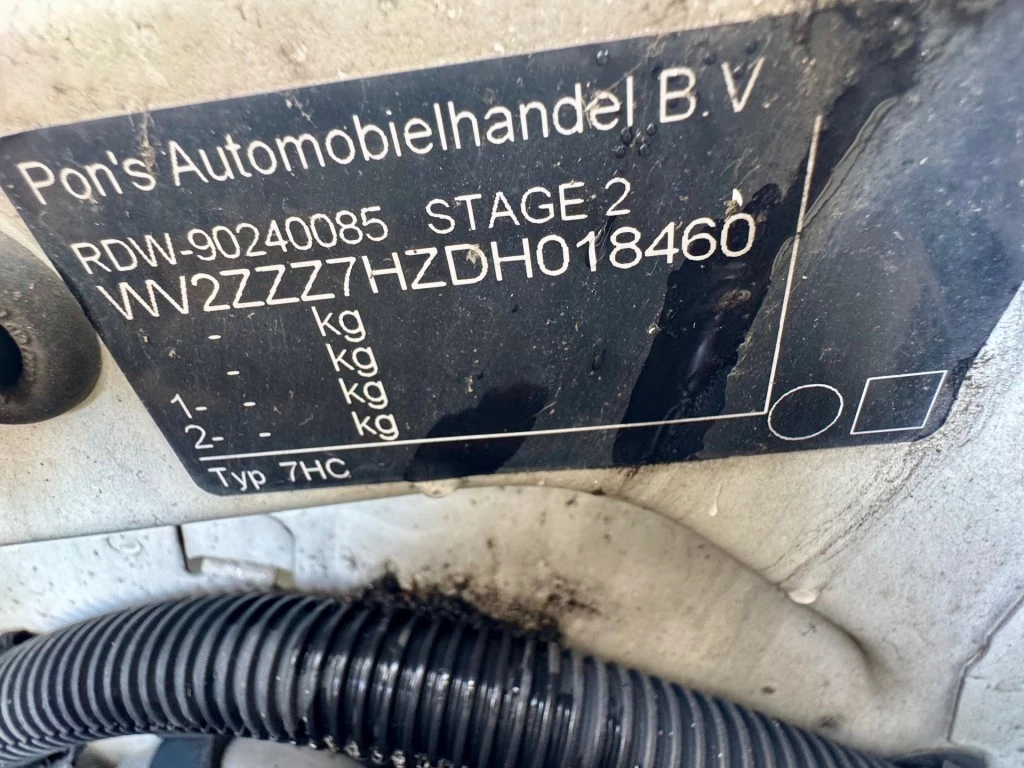 Pon's Automobielhandel B.V
RDW-90240085 STAGE 2
WV2ZZZ7HZDH018460
- kg
- kg
1- - kg
2- - kg
Typ 7HC